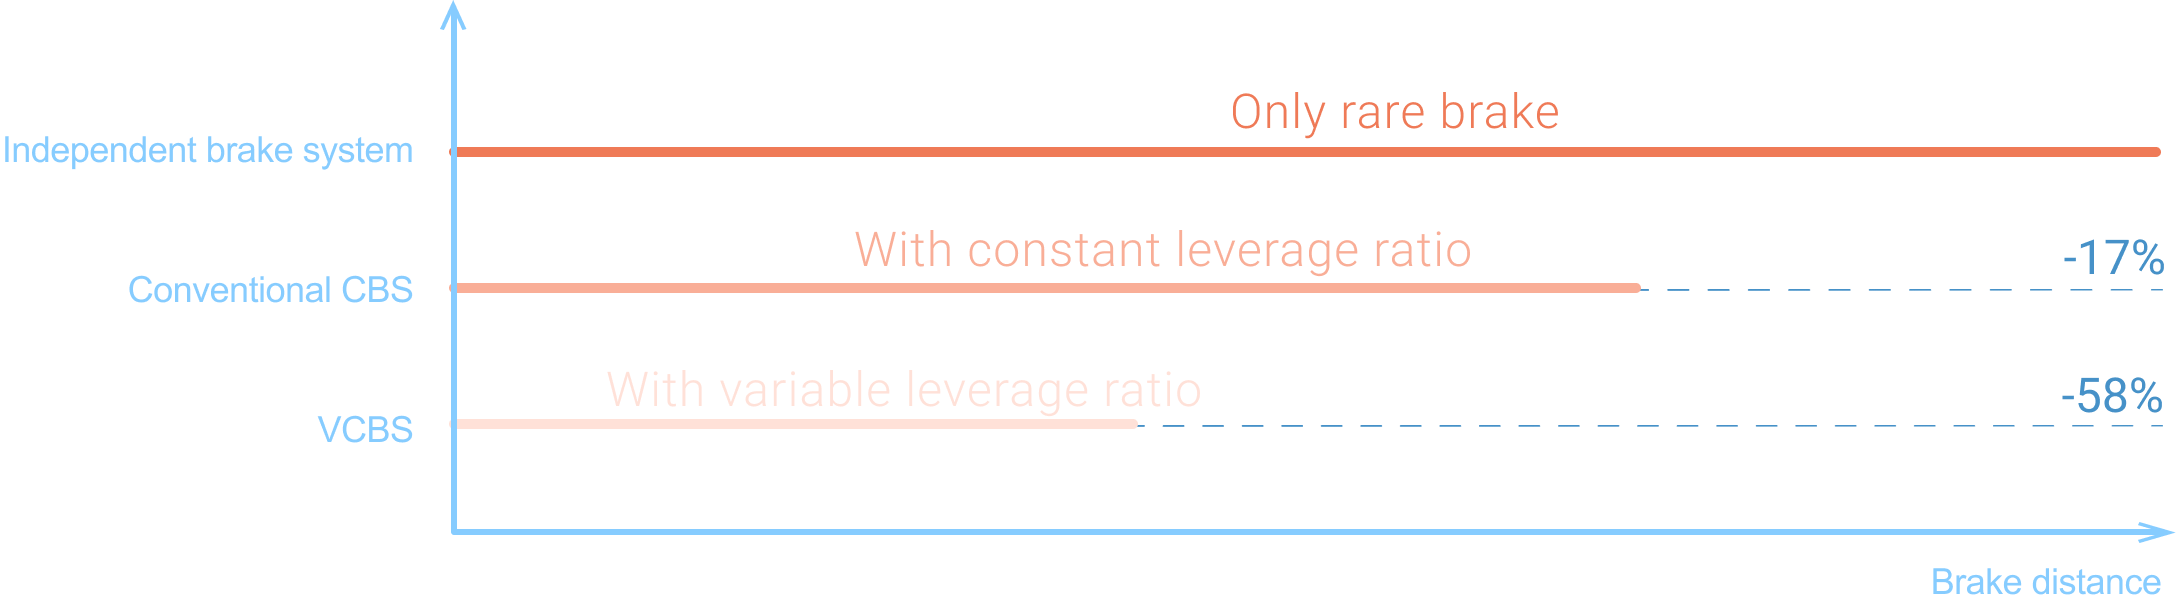 Only rare brake
Independent brake system
With constant leverage ratio
-17%
Conventional CBS
With variable leverage ratio
-58%
VCBS
Brake distance